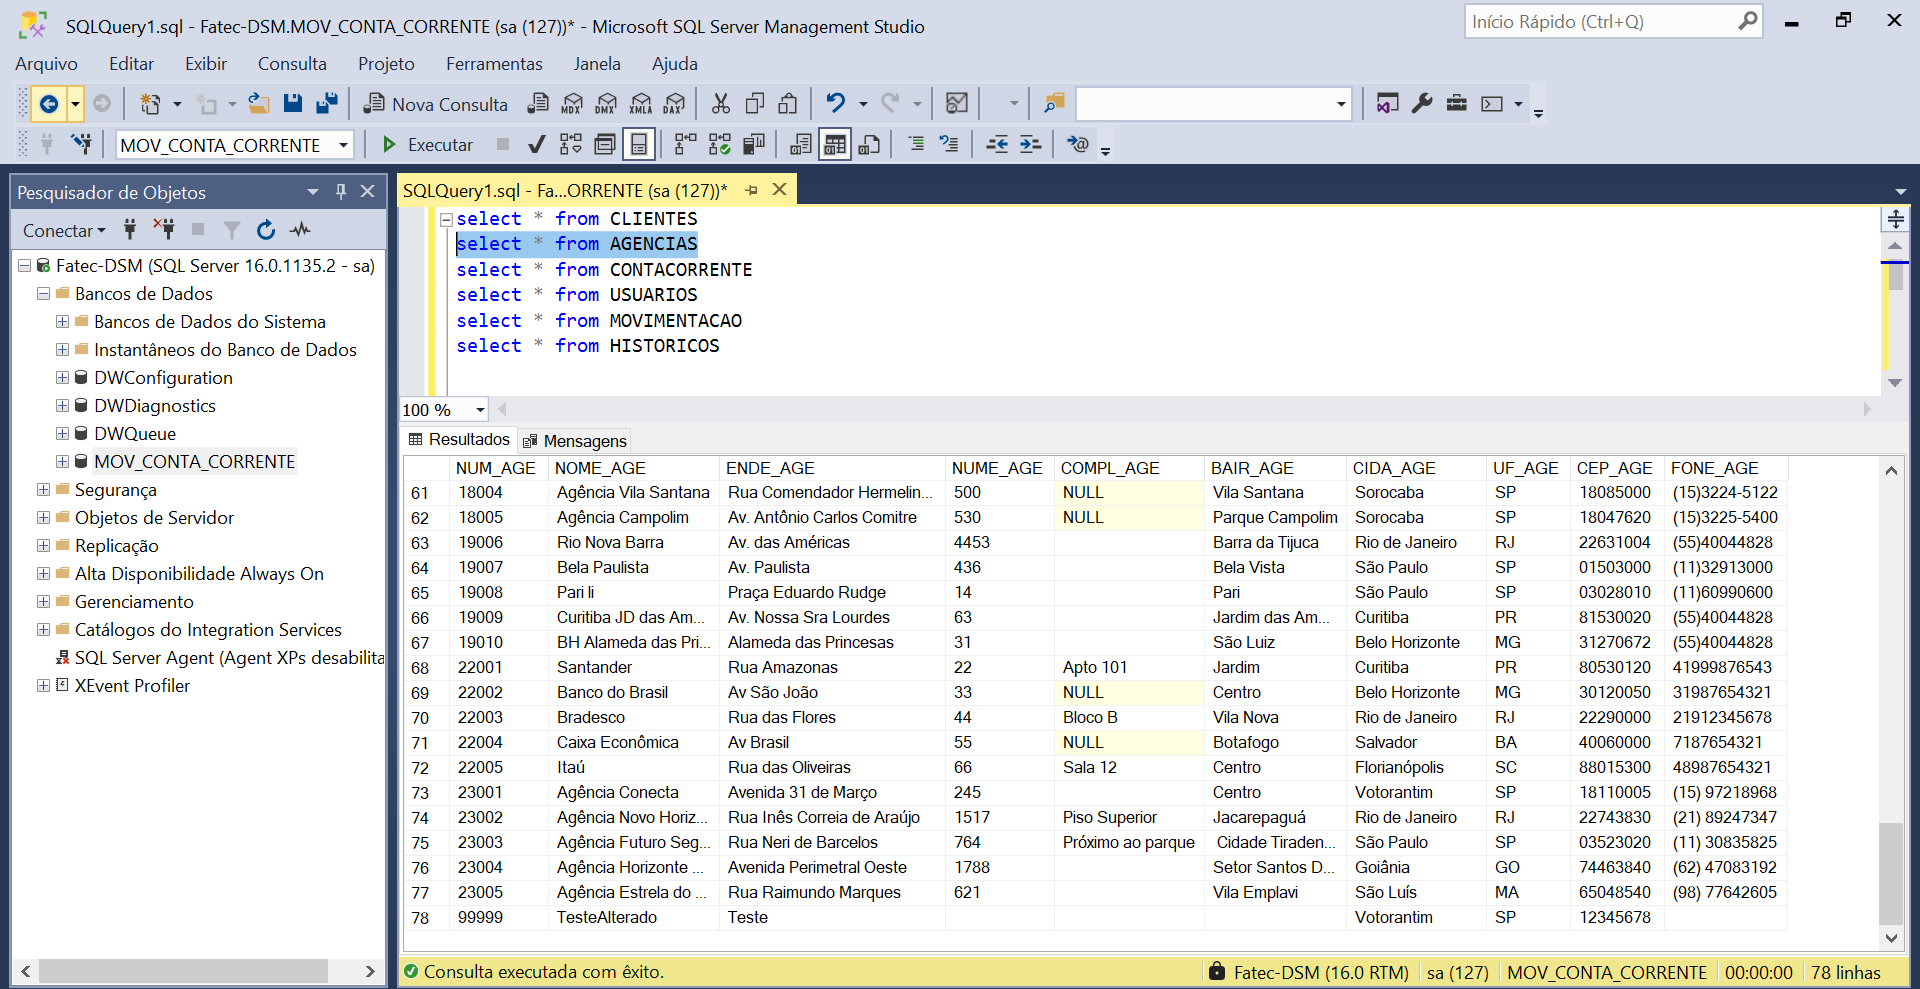 SQLQuery1.sql - Fatec-DSM.MOV_CONTA_CORRENTE (sa (127))* - Microsoft SQL Server Management Studio
Início Rápido (Ctrl+Q)
Arquivo Editar Exibir Consulta Projeto Ferramentas Janela Ajuda
Nova Consulta MDX DMX XMLA DAX
MOV_CONTA_CORRENTE Executar
Pesquisador de Objetos
Conectar
Fatec-DSM (SQL Server 16.0.1135.2 - sa)
Bancos de Dados
Bancos de Dados do Sistema
Instantâneos do Banco de Dados
DWConfiguration
DWDiagnostics
DWQueue
MOV_CONTA_CORRENTE
Segurança
Objetos de Servidor
Replicação
Alta Disponibilidade Always On
Gerenciamento
Catálogos do Integration Services
SQL Server Agent (Agent XPs desabilita
XEvent Profiler
SQLQuery1.sql - Fa...ORRENTE (sa (127))*
select * from CLIENTES
select * from AGENCIAS
select * from CONTACORRENTE
select * from USUARIOS
select * from MOVIMENTACAO
select * from HISTORICOS
100 %
Resultados Mensagens
NUM_AGE NOME_AGE ENDE_AGE NUME_AGE COMPL_AGE BAIR_AGE CIDA_AGE UF_AGE CEP_AGE FONE_AGE
61 18004 Agência Vila Santana Rua Comendador Hermelin... 500 NULL Vila Santana Sorocaba SP 18085000 (15)3224-5122
62 18005 Agência Campolim Av. Antônio Carlos Comitre 530 NULL Parque Campolim Sorocaba SP 18047620 (15)3225-5400
63 19006 Rio Nova Barra Av. das Américas 4453 Barra da Tijuca Rio de Janeiro RJ 22631004 (55)40044828
64 19007 Bela Paulista Av. Paulista 436 Bela Vista São Paulo SP 01503000 (11)32913000
65 19008 Pari li Praça Eduardo Rudge 14 Pari São Paulo SP 03028010 (11)60990600
66 19009 Curitiba JD das Am... Av. Nossa Sra Lourdes 63 Jardim das Am... Curitiba PR 81530020 (55)40044828
67 19010 BH Alameda das Pri... Alameda das Princesas 31 São Luiz Belo Horizonte MG 31270672 (55)40044828
68 22001 Santander Rua Amazonas 22 Apto 101 Jardim Curitiba PR 80530120 41999876543
69 22002 Banco do Brasil Av São João 33 NULL Centro Belo Horizonte MG 30120050 31987654321
70 22003 Bradesco Rua das Flores 44 Bloco B Vila Nova Rio de Janeiro RJ 22290000 21912345678
71 22004 Caixa Econômica Av Brasil 55 NULL Botafogo Salvador BA 40060000 7187654321
72 22005 Itaú Rua das Oliveiras 66 Sala 12 Centro Florianópolis SC 88015300 48987654321
73 23001 Agência Conecta Avenida 31 de Março 245 Centro Votorantim SP 18110005 (15) 97218968
74 23002 Agência Novo Horiz... Rua Inês Correia de Araújo 1517 Piso Superior Jacarepaguá Rio de Janeiro RJ 22743830 (21) 89247347
75 23003 Agência Futuro Seg... Rua Neri de Barcelos 764 Próximo ao parque Cidade Tiraden... São Paulo SP 03523020 (11) 30835825
76 23004 Agência Horizonte ... Avenida Perimetral Oeste 1788 Setor Santos D... Goiânia GO 74463840 (62) 47083192
77 23005 Agência Estrela do ... Rua Raimundo Marques 621 Vila Emplavi São Luís MA 65048540 (98) 77642605
78 99999 TesteAlterado Teste Votorantim SP 12345678
Consulta executada com êxito. Fatec-DSM (16.0 RTM) sa (127) MOV_CONTA_CORRENTE 00:00:00 78 linhas